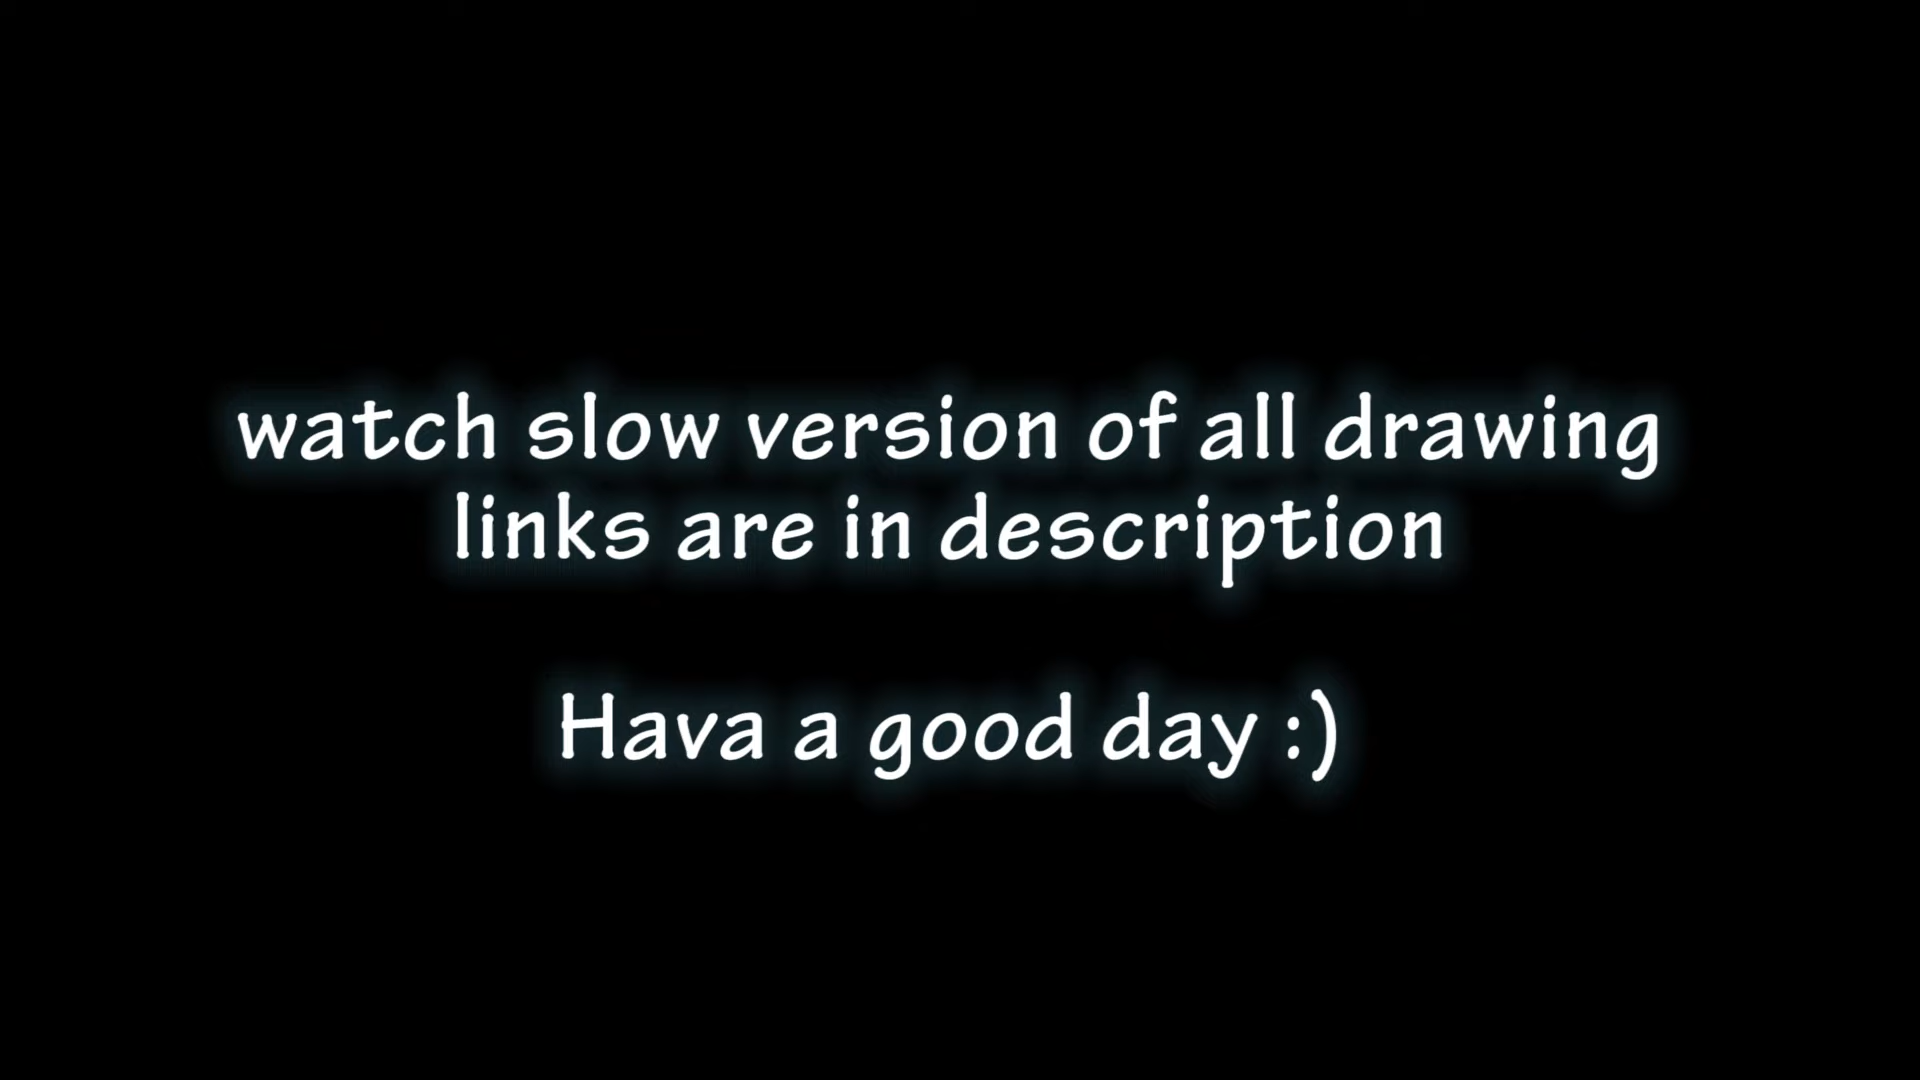 watch slow version of all drawing
links are in description
Hava a good day :)